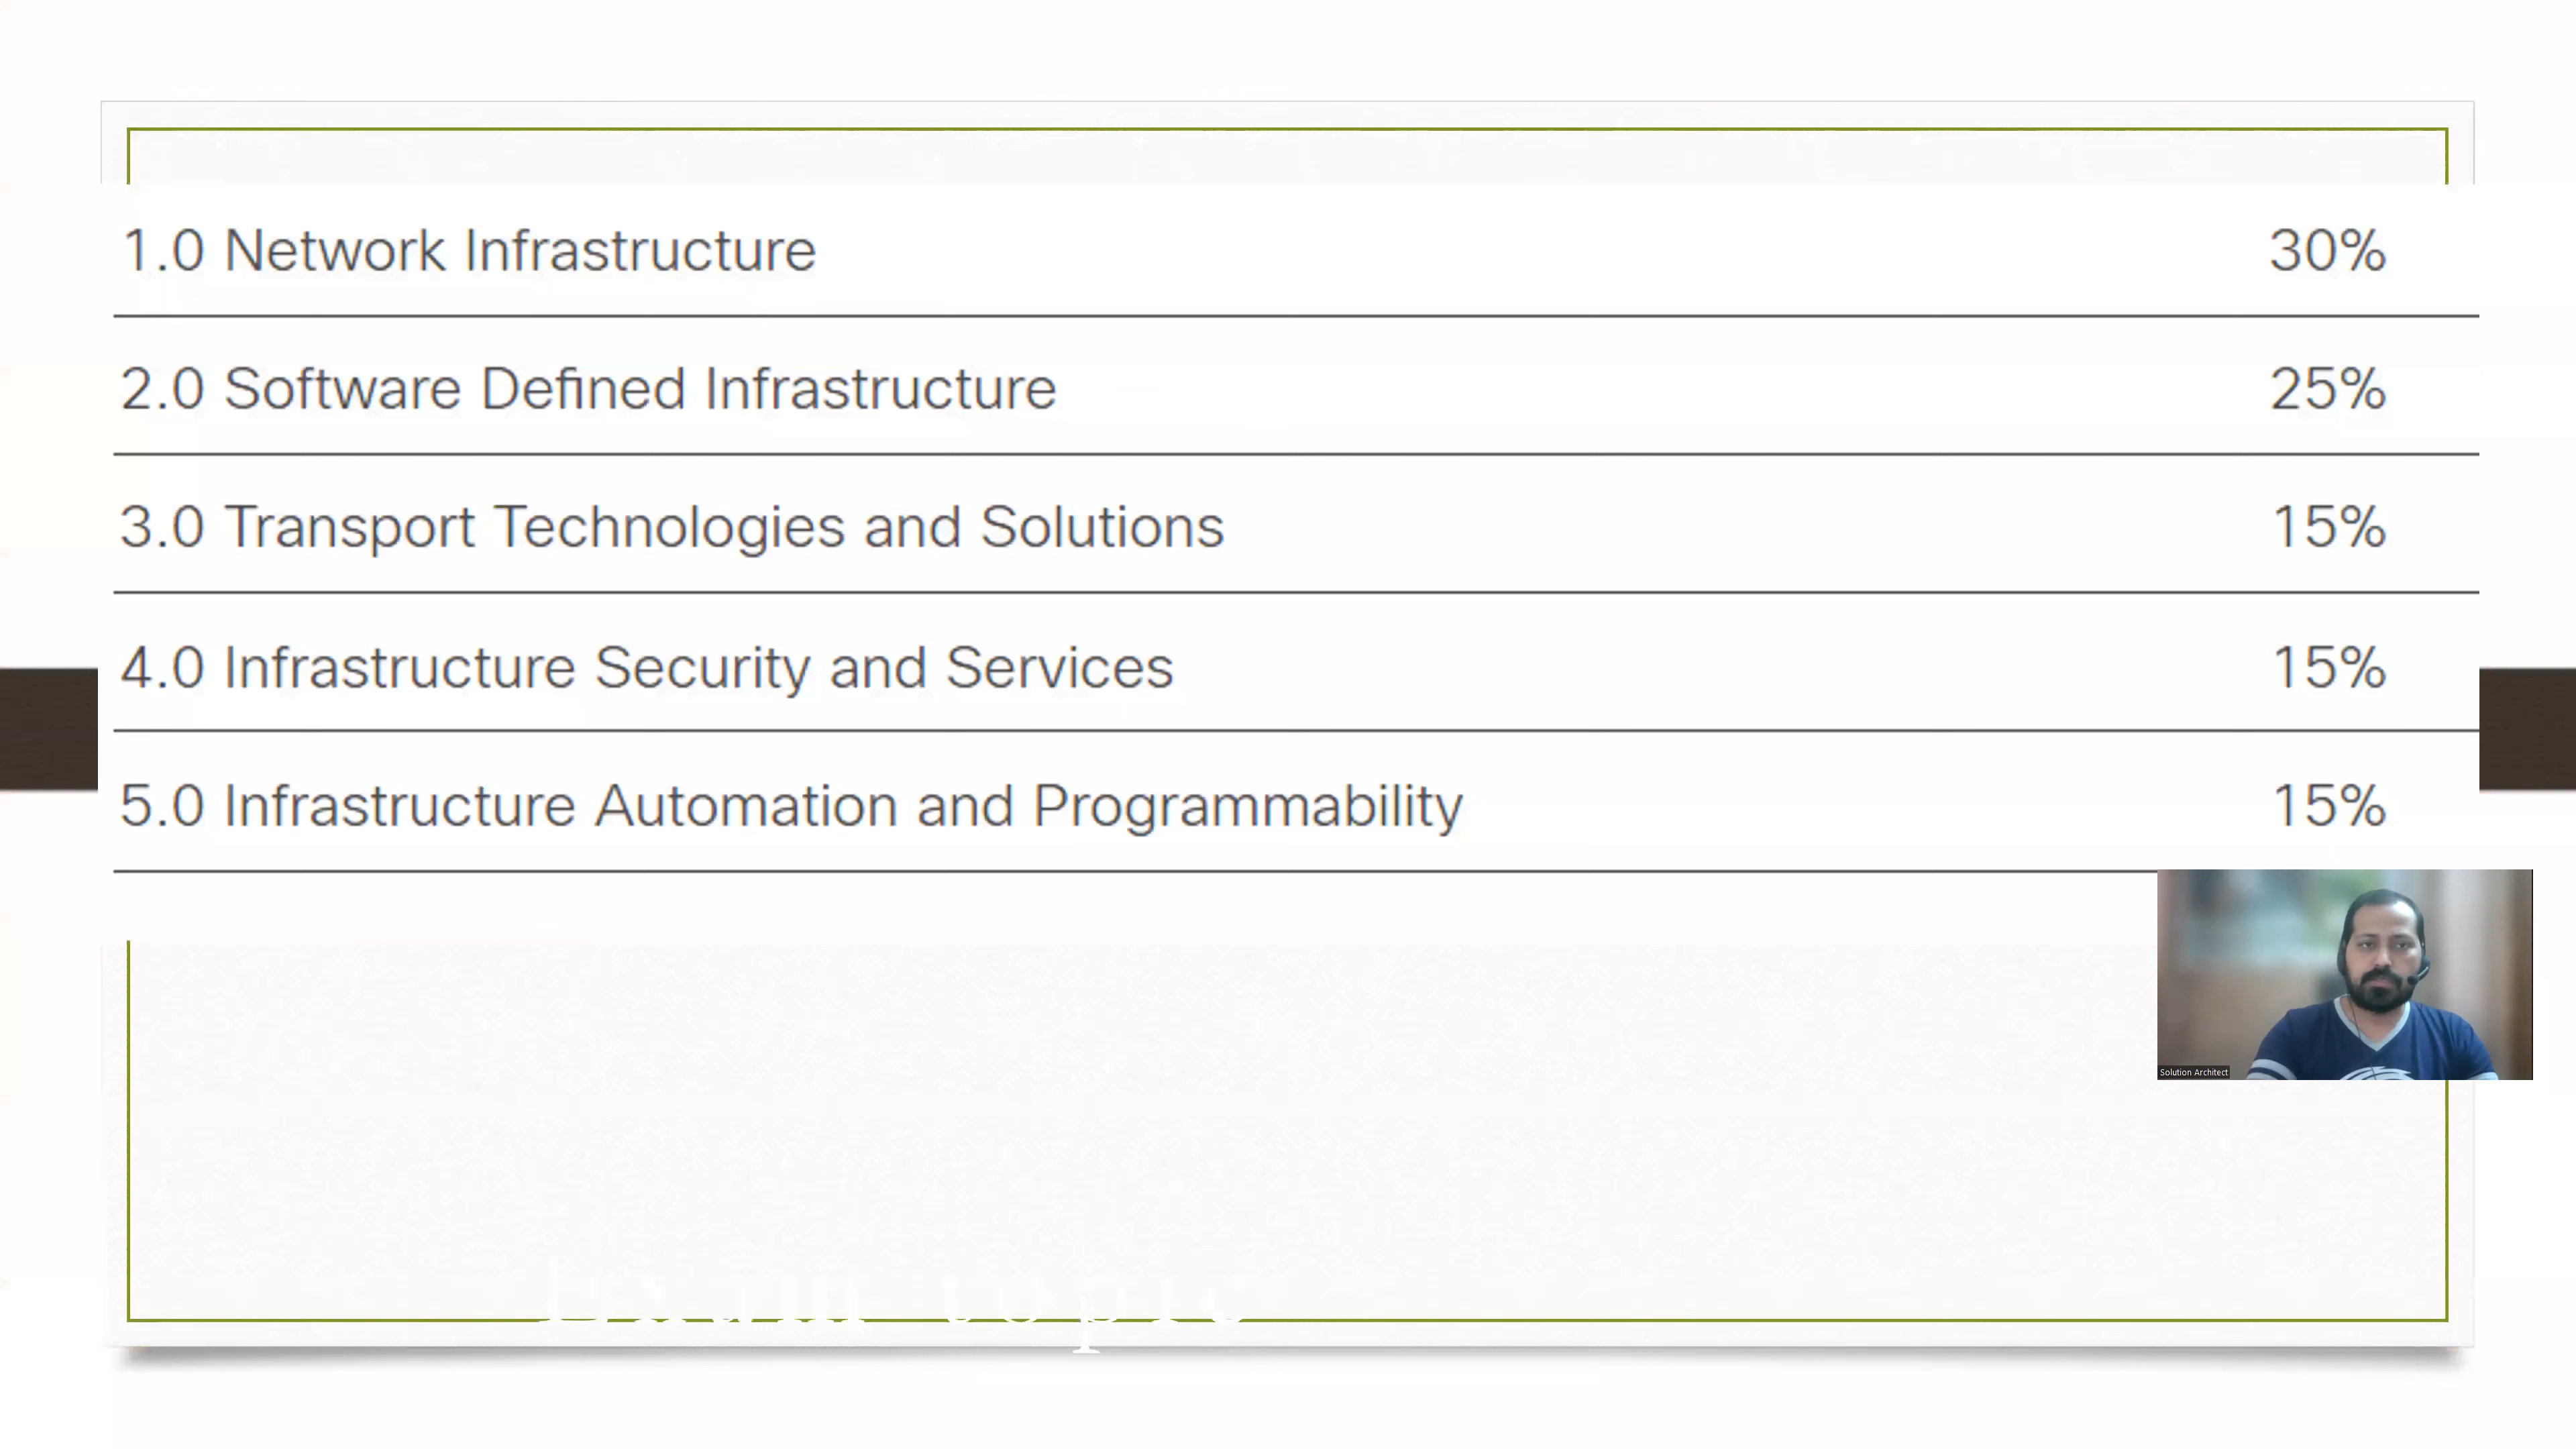 1.0 Network Infrastructure 30%
2.0 Software Defined Infrastructure 25%
3.0 Transport Technologies and Solutions 15%
4.0 Infrastructure Security and Services 15%
5.0 Infrastructure Automation and Programmability 15%
Solution Architect